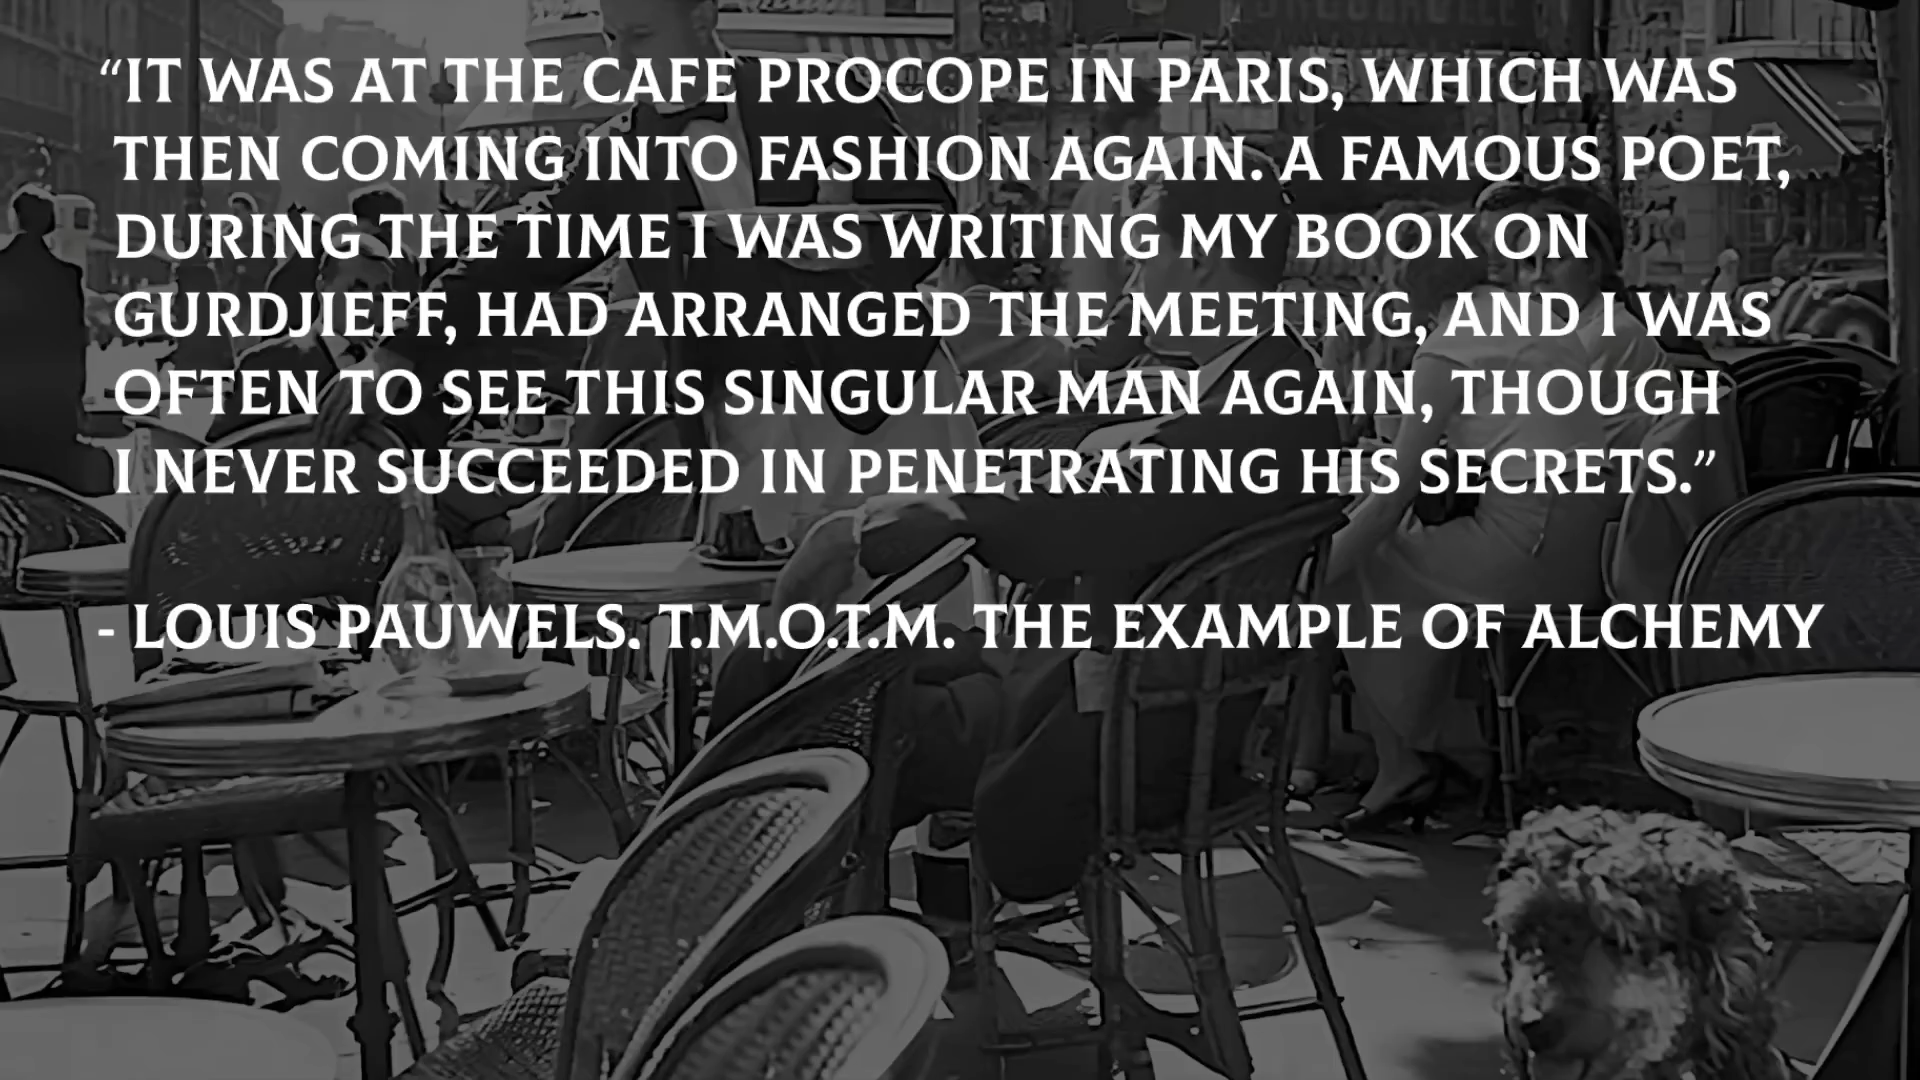 “IT WAS AT THE CAFE PROCOPE IN PARIS, WHICH WAS
THEN COMING INTO FASHION AGAIN. A FAMOUS POET,
DURING THE TIME I WAS WRITING MY BOOK ON
GURDJIEFF, HAD ARRANGED THE MEETING, AND I WAS
OFTEN TO SEE THIS SINGULAR MAN AGAIN, THOUGH
I NEVER SUCCEEDED IN PENETRATING HIS SECRETS.”
- LOUIS PAUWELS. T.M.O.T.M. THE EXAMPLE OF ALCHEMY